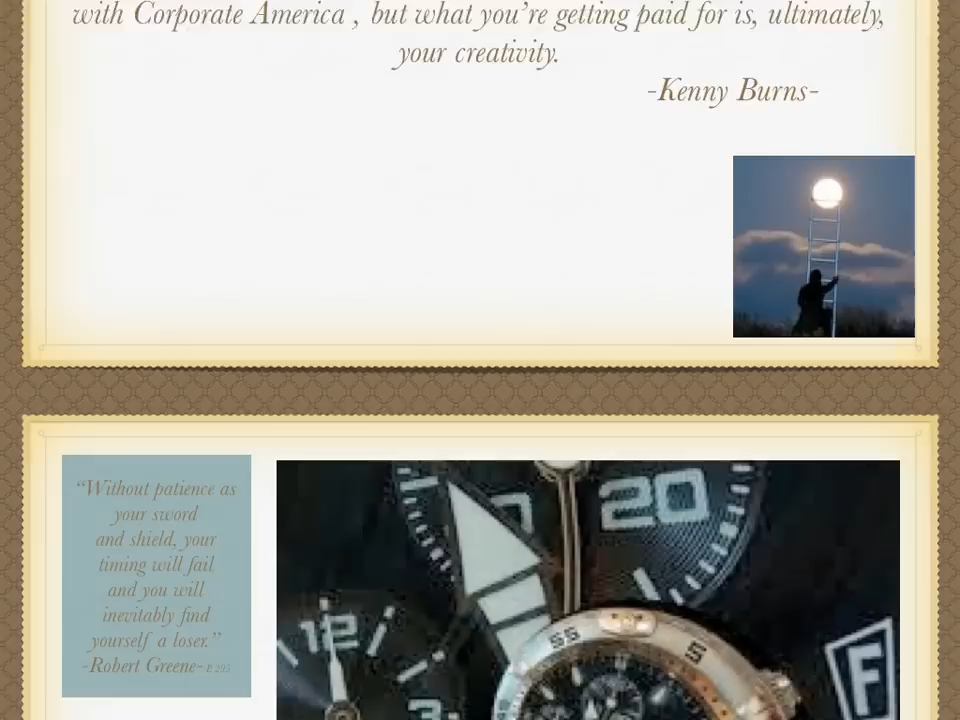 with Corporate America , but what you’re getting paid for is, ultimately,
your creativity.
-Kenny Burns-
“Without patience as
your sword
and shield, your
timing will fail
and you will
inevitably find
yourself a loser.”
-Robert Greene- P. 295
20
12
55
5
F
3